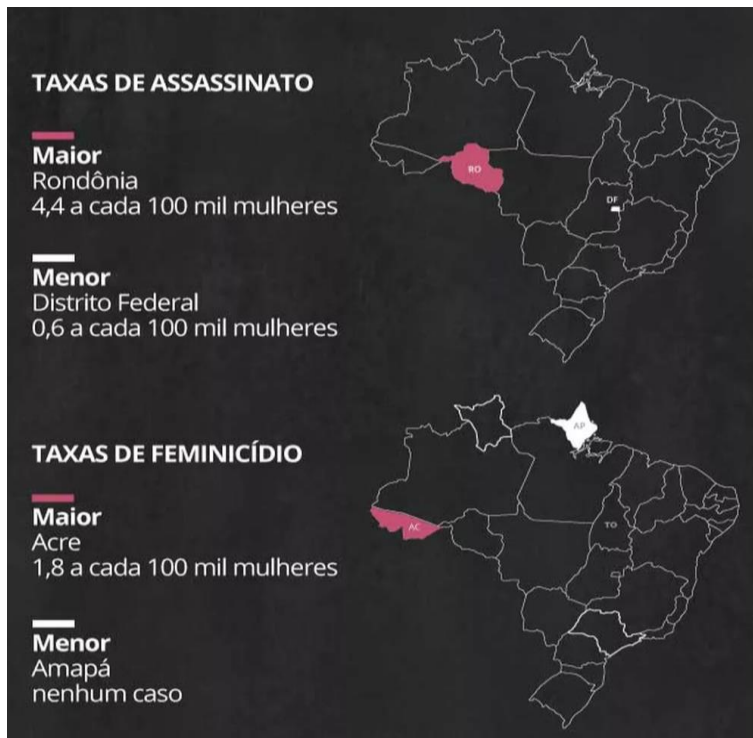 TAXAS DE ASSASSINATO
Maior
Rondônia
4,4 a cada 100 mil mulheres
Menor
Distrito Federal
0,6 a cada 100 mil mulheres
RO
DF
TAXAS DE FEMINICÍDIO
Maior
Acre
1,8 a cada 100 mil mulheres
Menor
Amapá
nenhum caso
AP
AC
TO